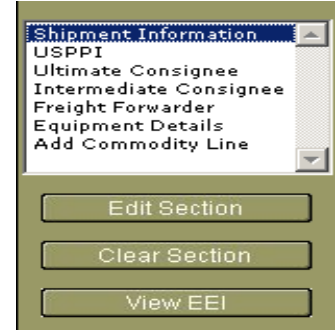 Shipment Information
USPPI
Ultimate Consignee
Intermediate Consignee
Freight Forwarder
Equipment Details
Add Commodity Line
Edit Section
Clear Section
View EEI